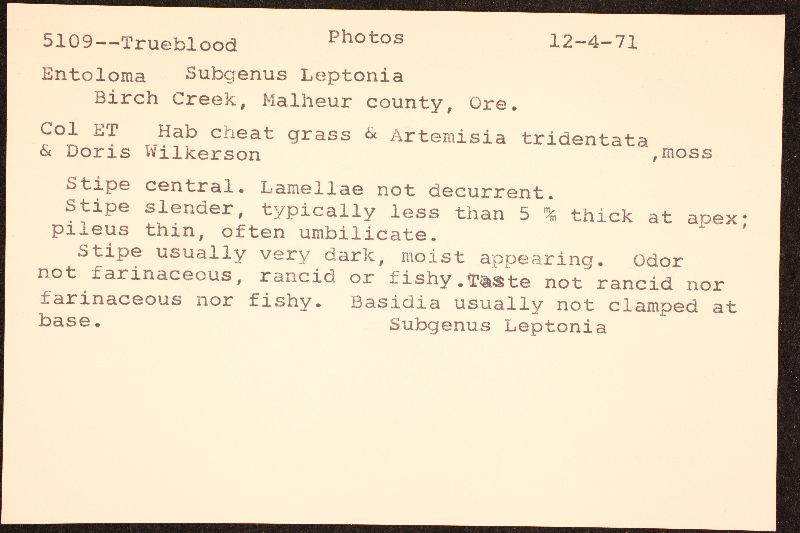 5109--Trueblood Photos 12-4-71
Entoloma Subgenus Leptonia
Birch Creek, Malheur county, Ore.
Col ET Hab cheat grass & Artemisia tridentata
& Doris Wilkerson ,moss
Stipe central. Lamellae not decurrent.
Stipe slender, typically less than 5 m/m thick at apex;
pileus thin, often umbilicate.
Stipe usually very dark, moist appearing. Odor
not farinaceous, rancid or fishy.Taste not rancid nor
farinaceous nor fishy. Basidia usually not clamped at
base. Subgenus Leptonia